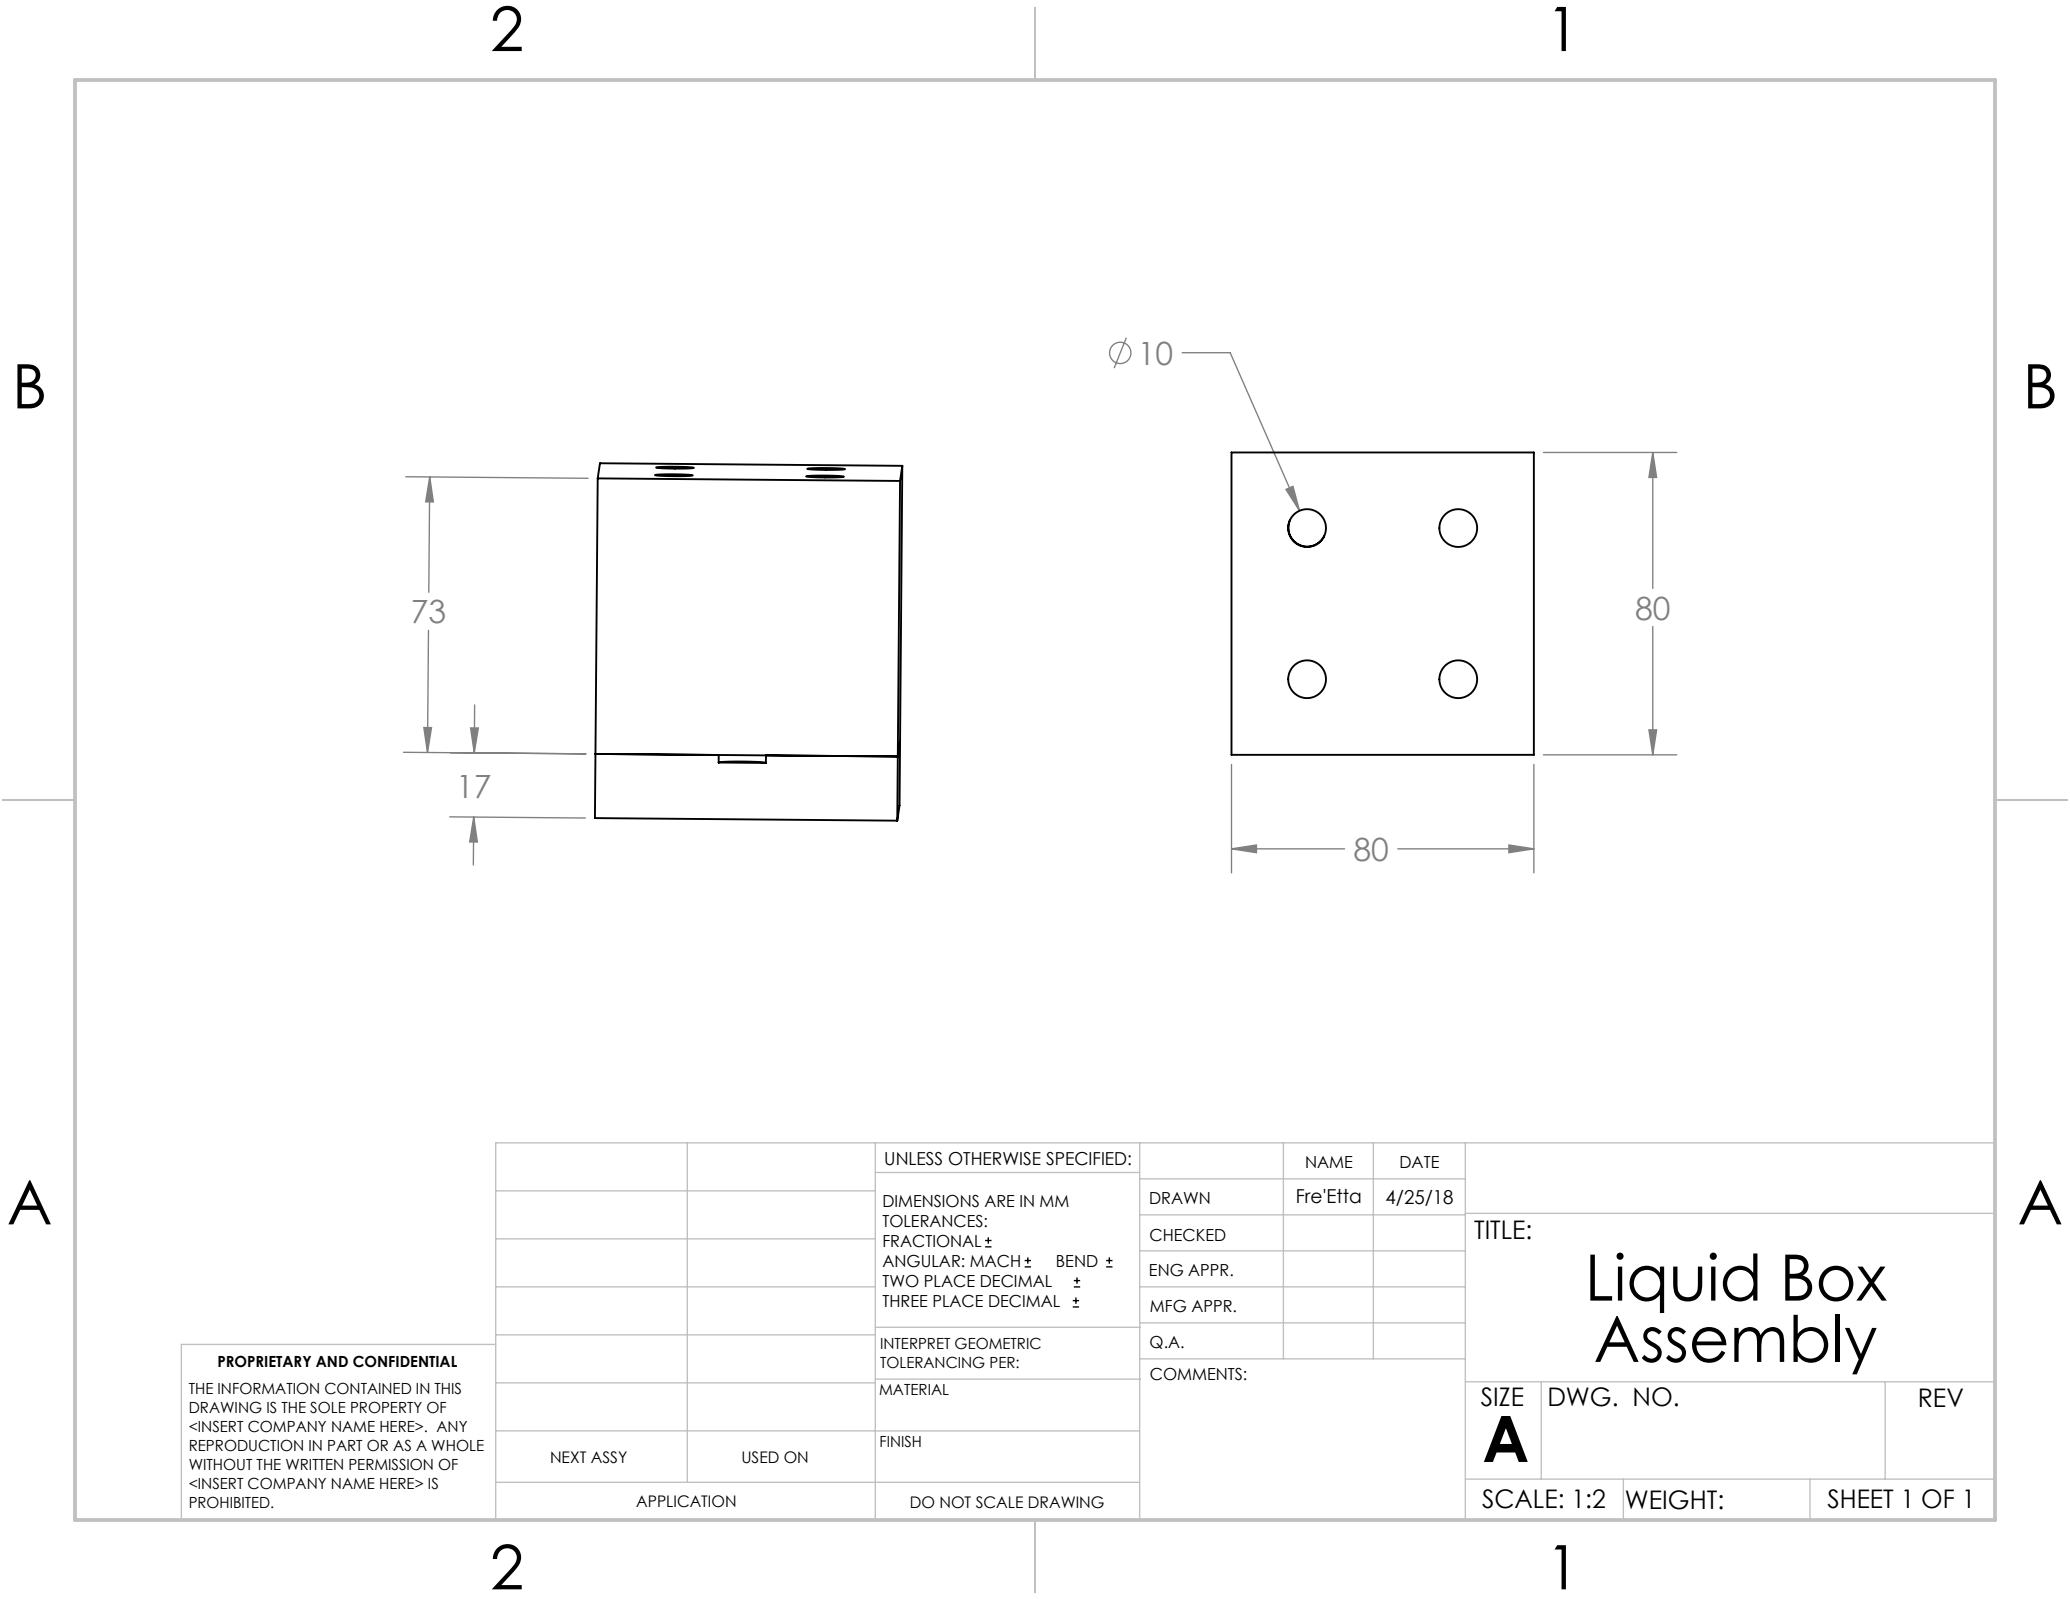 2
1
B
B
∅10
73
17
80
80
A
A
UNLESS OTHERWISE SPECIFIED:
DIMENSIONS ARE IN MM
TOLERANCES:
FRACTIONAL ±
ANGULAR: MACH ± BEND ±
TWO PLACE DECIMAL ±
THREE PLACE DECIMAL ±
INTERPRET GEOMETRIC
TOLERANCING PER:
MATERIAL
FINISH
DO NOT SCALE DRAWING
NAME DATE
DRAWN Fre'Etta 4/25/18
CHECKED
ENG APPR.
MFG APPR.
Q.A.
COMMENTS:
TITLE:
Liquid Box
Assembly
SIZE DWG. NO. REV
A
SCALE: 1:2 WEIGHT: SHEET 1 OF 1
PROPRIETARY AND CONFIDENTIAL
THE INFORMATION CONTAINED IN THIS
DRAWING IS THE SOLE PROPERTY OF
<INSERT COMPANY NAME HERE>. ANY
REPRODUCTION IN PART OR AS A WHOLE
WITHOUT THE WRITTEN PERMISSION OF
<INSERT COMPANY NAME HERE> IS
PROHIBITED.
NEXT ASSY USED ON
APPLICATION
2
1